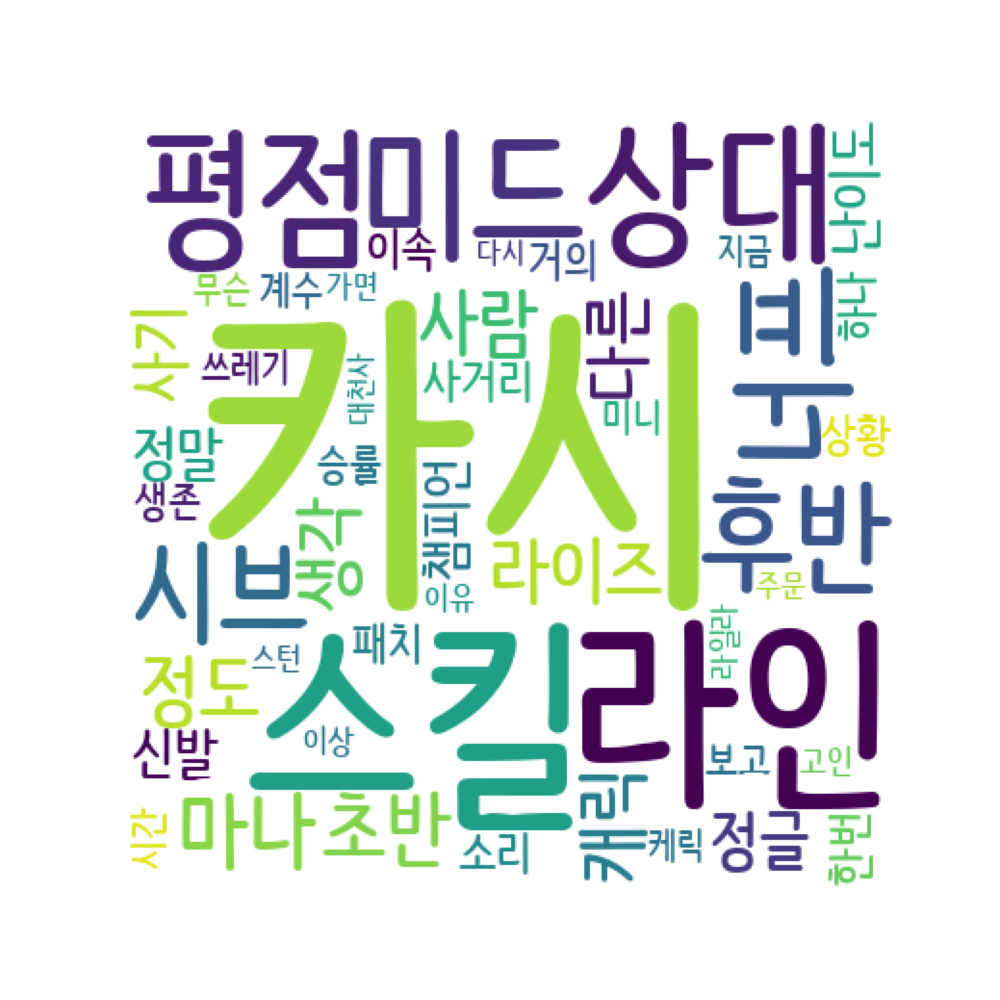 평점 미드 상대 난이도
이속 다시 거의 지금
무슨 계수 가면 하나
사기 쓰레기 사람 다른 피
카시
대천사 사거리 미니 너
정말 승률 상황
생존 생각 챔피언 라이즈 후반
시브 이유 주문
스킬 라인
정도 스턴 패치 라일라
신발 이상 보고 고인
시간 마나 초반 소리 캐릭 케릭 정글 한번